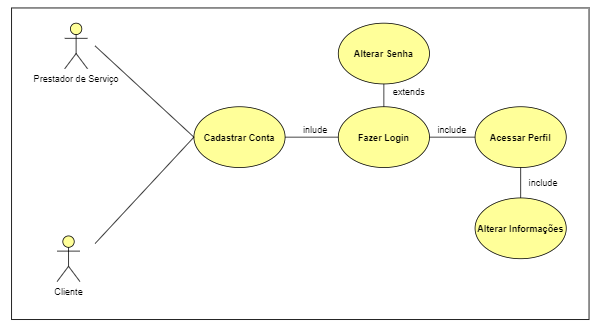 Prestador de Serviço
Alterar Senha
extends
Cadastrar Conta
inlude
Fazer Login
include
Acessar Perfil
include
Alterar Informações
Cliente